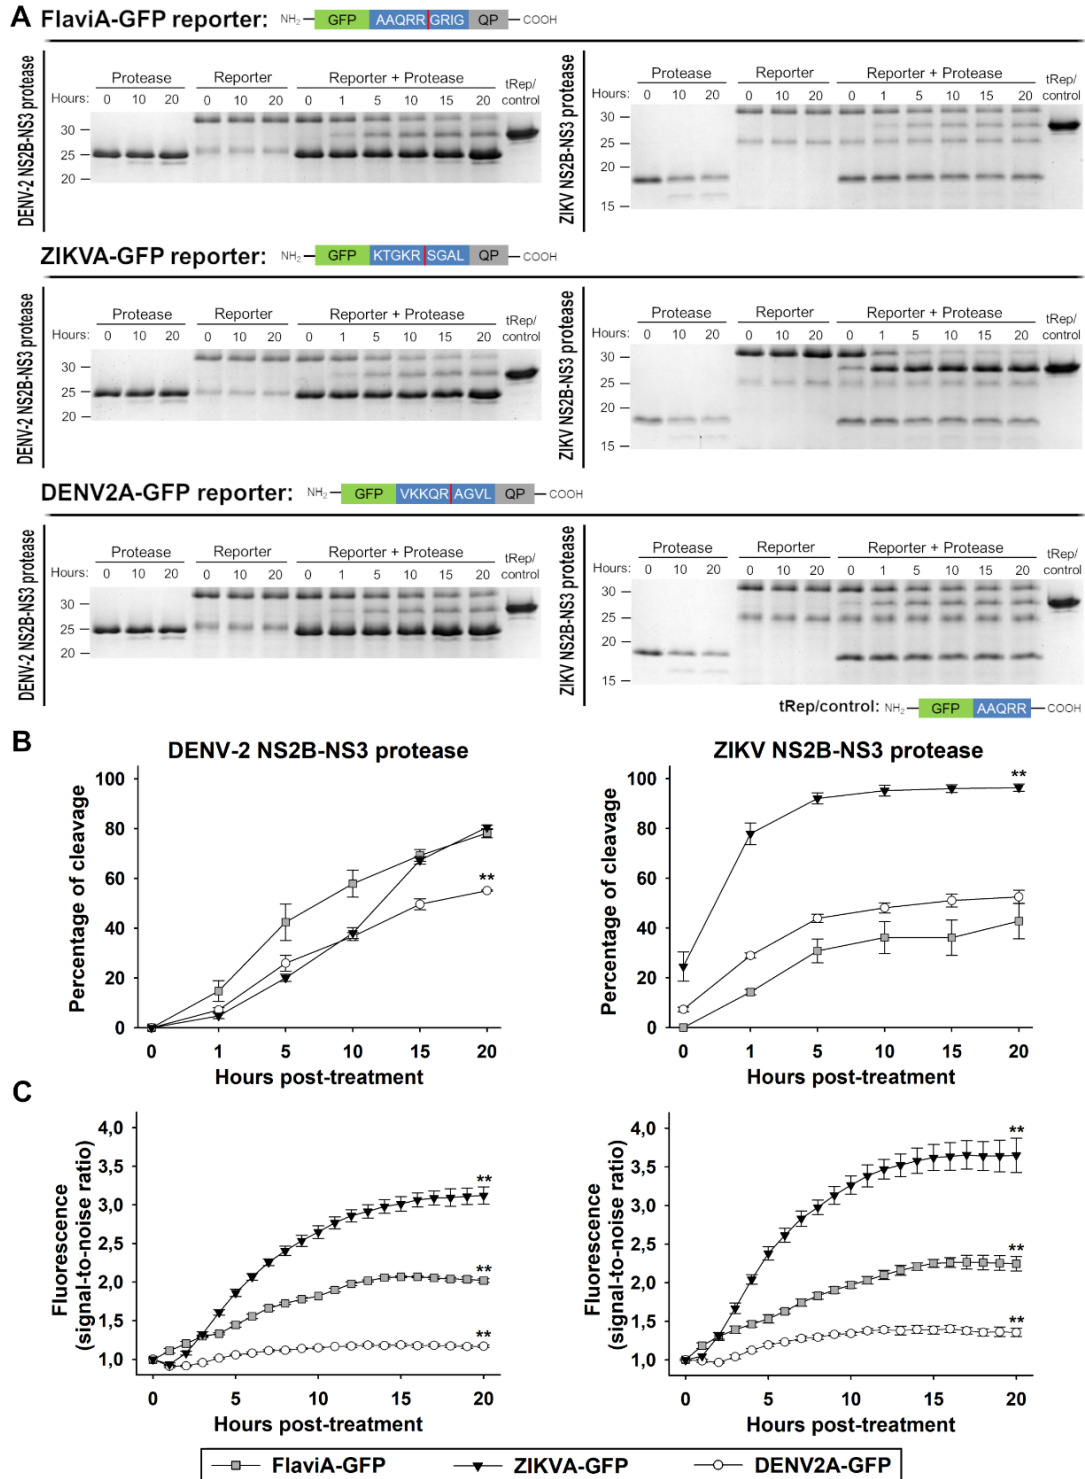 A FlaviA-GFP reporter: NH2 GFP AAQRR GRIG QP COOH
DENV-2 NS2B-NS3 protease
Protease Reporter Reporter + Protease tRep/
Hours: 0 10 20 0 10 20 0 1 5 10 15 20 control
30
25
20
ZIKV NS2B-NS3 protease
Protease Reporter Reporter + Protease tRep/
Hours: 0 10 20 0 10 20 0 1 5 10 15 20 control
30
25
20
15
ZIKVA-GFP reporter: NH2 GFP KTGKR SGAL QP COOH
DENV-2 NS2B-NS3 protease
Protease Reporter Reporter + Protease tRep/
Hours: 0 10 20 0 10 20 0 1 5 10 15 20 control
30
25
20
ZIKV NS2B-NS3 protease
Protease Reporter Reporter + Protease tRep/
Hours: 0 10 20 0 10 20 0 1 5 10 15 20 control
30
25
20
15
DENV2A-GFP reporter: NH2 GFP VKKQR AGVL QP COOH
DENV-2 NS2B-NS3 protease
Protease Reporter Reporter + Protease tRep/
Hours: 0 10 20 0 10 20 0 1 5 10 15 20 control
30
25
20
ZIKV NS2B-NS3 protease
Protease Reporter Reporter + Protease tRep/
Hours: 0 10 20 0 10 20 0 1 5 10 15 20 control
30
25
20
15
tRep/control: NH2 GFP AAQRR COOH
B
DENV-2 NS2B-NS3 protease
Percentage of cleavage
100
80
60
40
20
0
**
0 1 5 10 15 20
Hours post-treatment
ZIKV NS2B-NS3 protease
Percentage of cleavage
100
80
60
40
20
0
**
0 1 5 10 15 20
Hours post-treatment
C
Fluorescence
(signal-to-noise ratio)
4,0
3,5
3,0
2,5
2,0
1,5
1,0
**
**
**
0 5 10 15 20
Hours post-treatment
Fluorescence
(signal-to-noise ratio)
4,0
3,5
3,0
2,5
2,0
1,5
1,0
**
**
**
0 5 10 15 20
Hours post-treatment
FlaviA-GFP ZIKVA-GFP DENV2A-GFP